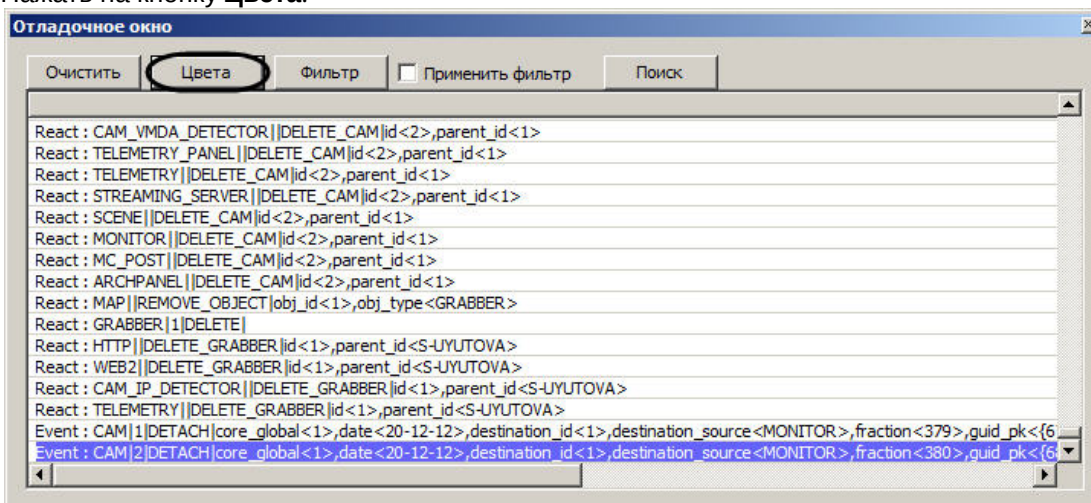 Нажать на кнопку Цвета.
Отладочное окно
Очистить Цвета Фильтр Применить фильтр Поиск
React : CAM_VMDA_DETECTOR||DELETE_CAM|id<2>,parent_id<1>
React : TELEMETRY_PANEL||DELETE_CAM|id<2>,parent_id<1>
React : TELEMETRY||DELETE_CAM|id<2>,parent_id<1>
React : STREAMING_SERVER||DELETE_CAM|id<2>,parent_id<1>
React : SCENE||DELETE_CAM|id<2>,parent_id<1>
React : MONITOR||DELETE_CAM|id<2>,parent_id<1>
React : MC_POST||DELETE_CAM|id<2>,parent_id<1>
React : ARCHPANEL||DELETE_CAM|id<2>,parent_id<1>
React : MAP||REMOVE_OBJECT|obj_id<1>,obj_type<GRABBER>
React : GRABBER|1|DELETE|
React : HTTP||DELETE_GRABBER|id<1>,parent_id<S-UYUTOVA>
React : WEB2||DELETE_GRABBER|id<1>,parent_id<S-UYUTOVA>
React : CAM_IP_DETECTOR||DELETE_GRABBER|id<1>,parent_id<S-UYUTOVA>
React : TELEMETRY||DELETE_GRABBER|id<1>,parent_id<S-UYUTOVA>
Event : CAM|1|DETACH|core_global<1>,date<20-12-12>,destination_id<1>,destination_source<MONITOR>,fraction<379>,guid_pk<{6
Event : CAM|2|DETACH|core_global<1>,date<20-12-12>,destination_id<1>,destination_source<MONITOR>,fraction<380>,guid_pk<{6